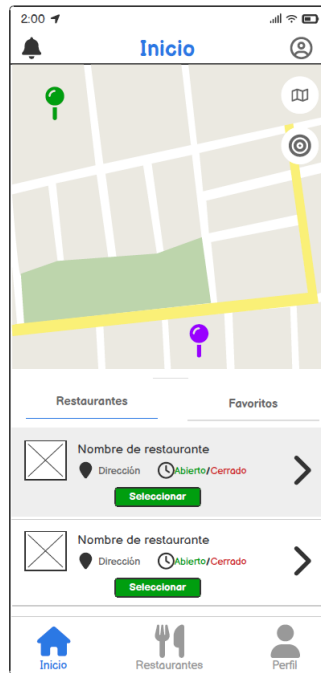 2:00
Inicio
Restaurantes Favoritos
Nombre de restaurante
Dirección Abierto/Cerrado
Seleccionar
Nombre de restaurante
Dirección Abierto/Cerrado
Seleccionar
Inicio Restaurantes Perfil